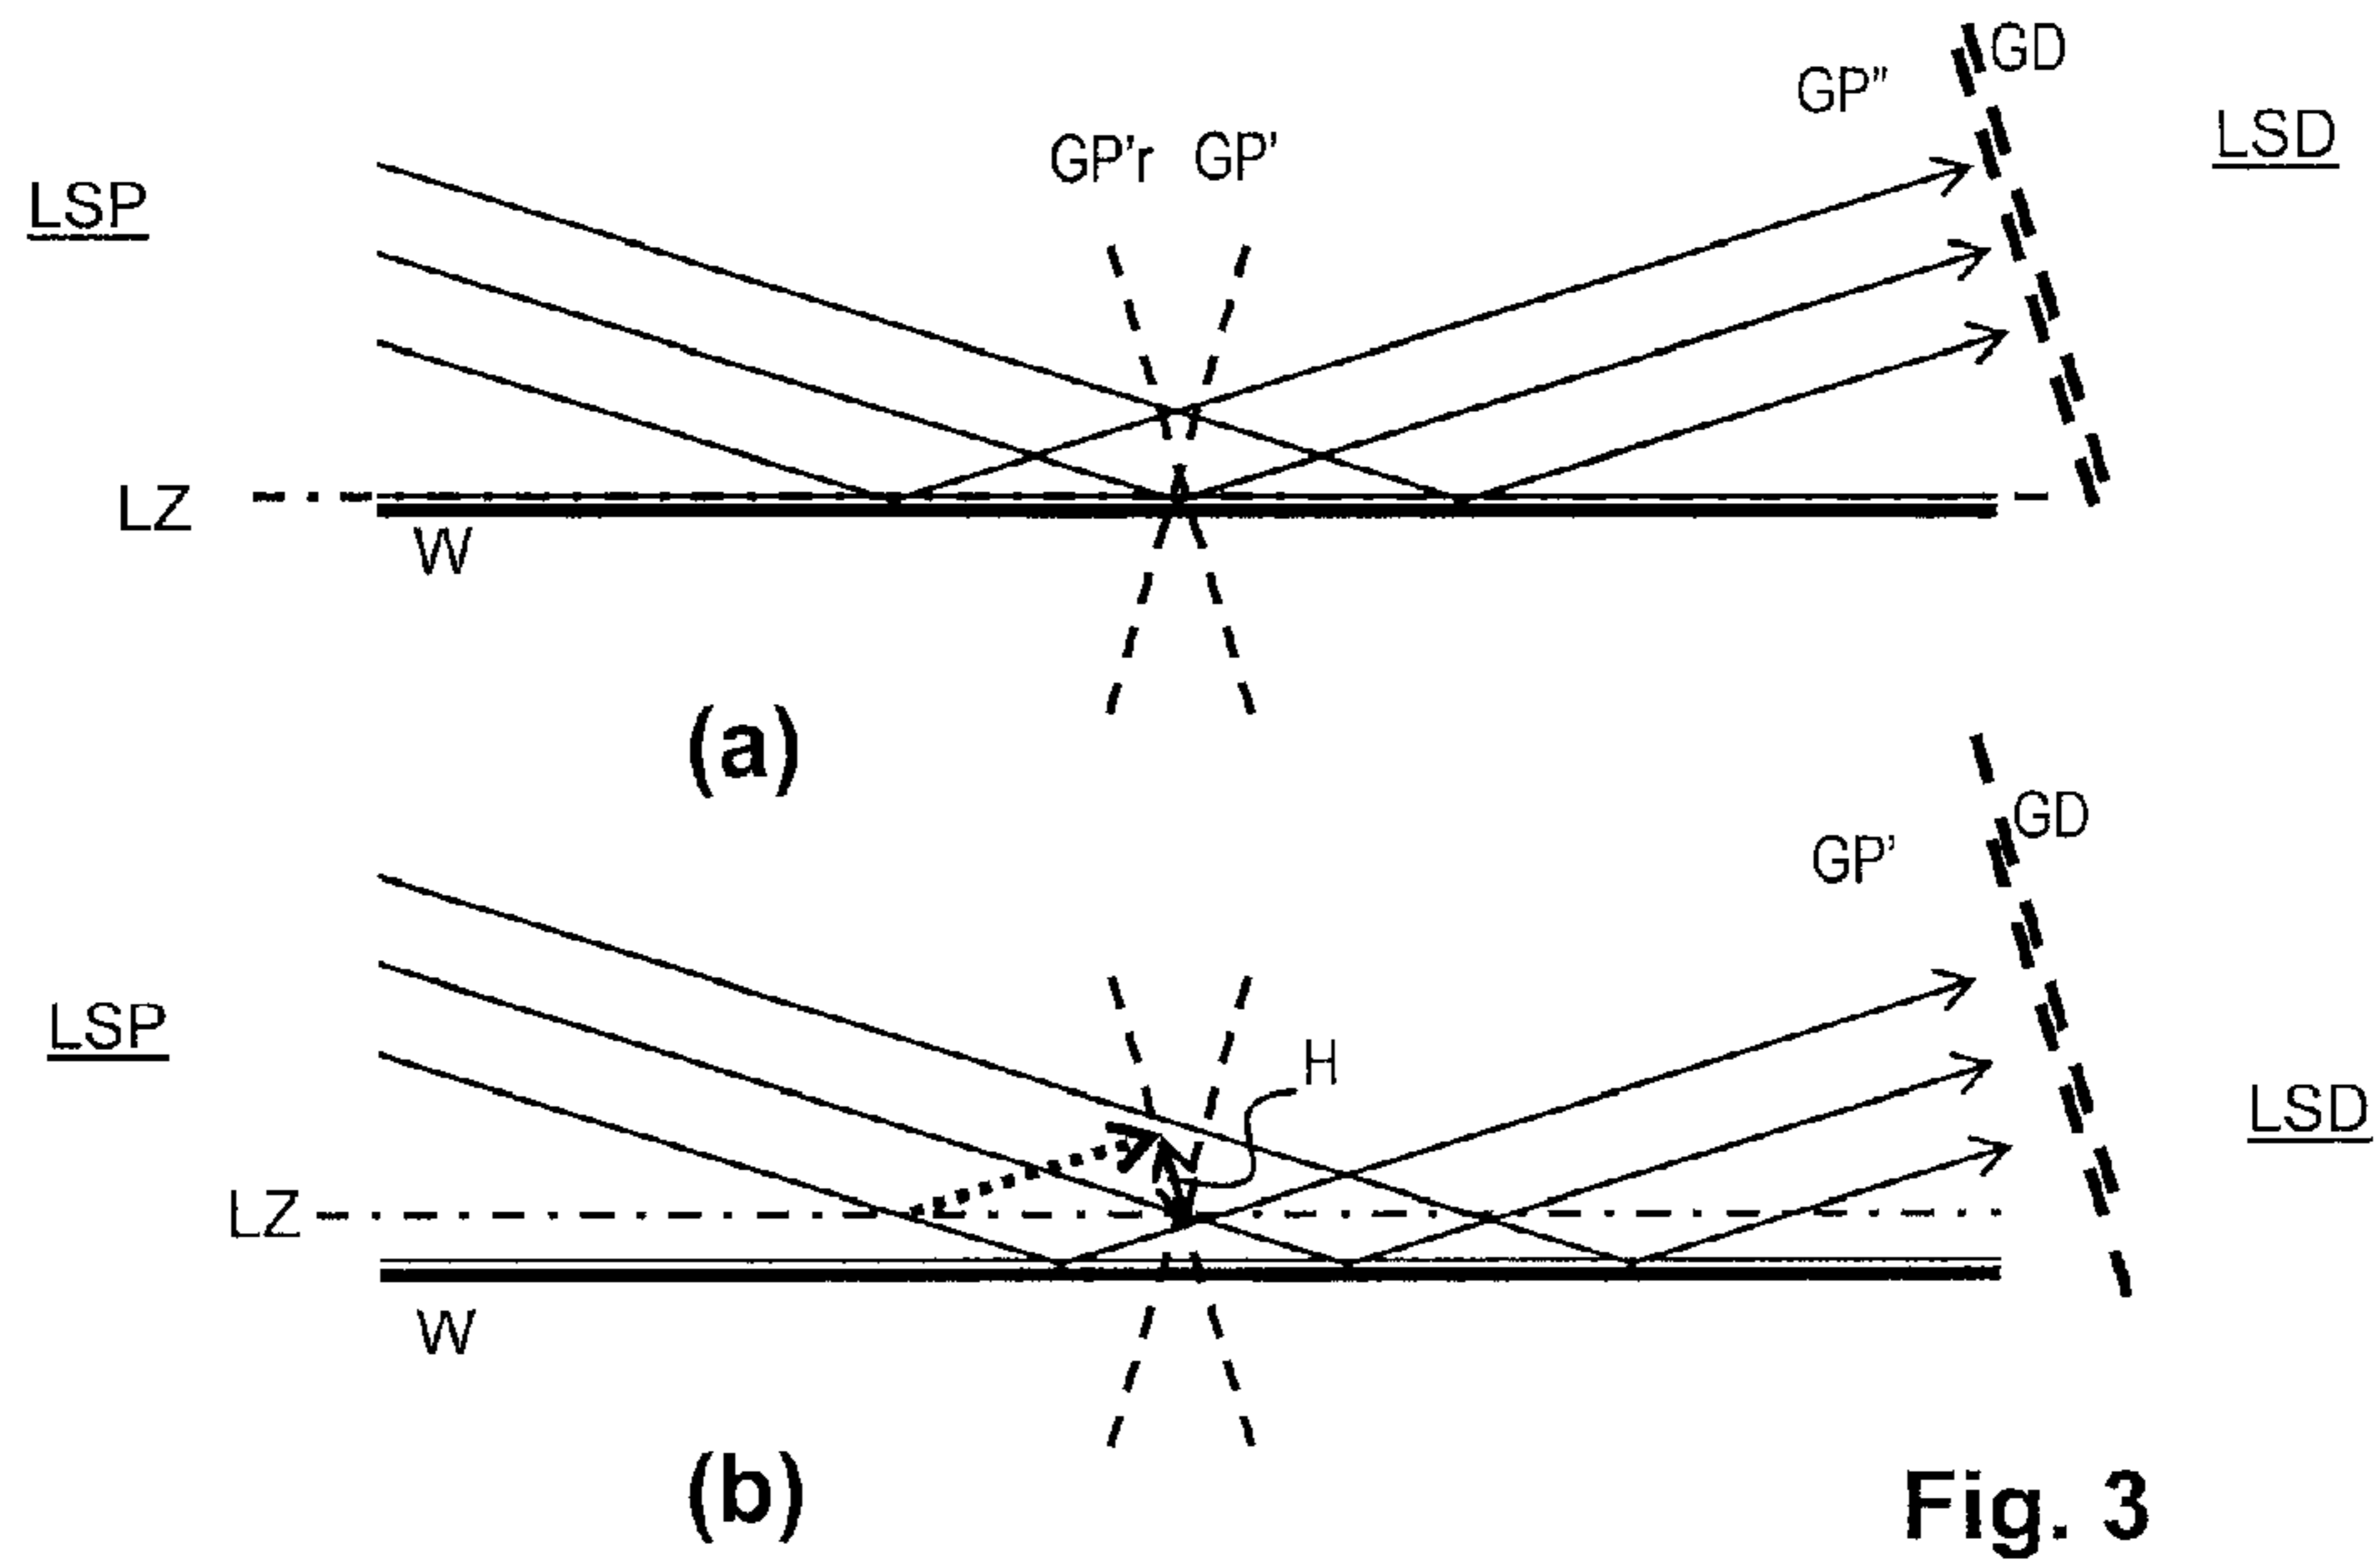 GD
GP"
LSD
GP'r GP'
LSP
LZ
W
(a)
GD
GP'
LSP
H
LSD
LZ
W
(b)
Fig. 3